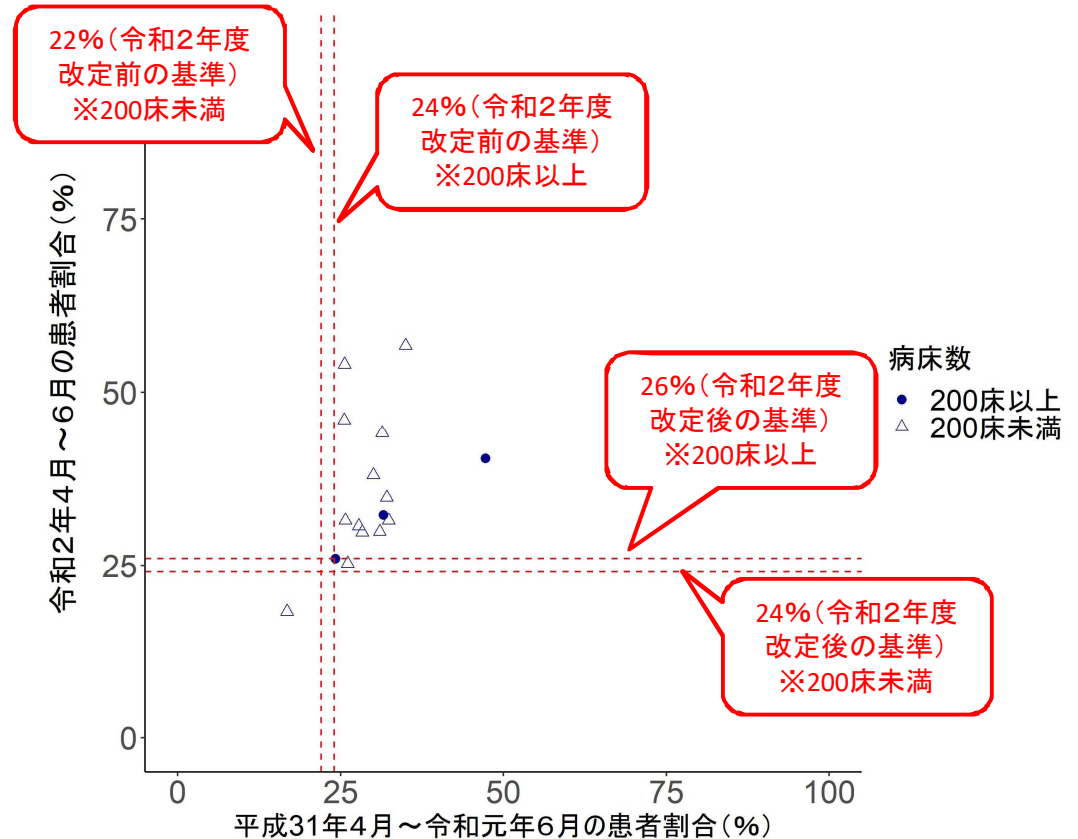 22%(令和2年度
改定前の基準)
※200床未満
24%(令和2年度
改定前の基準)
※200床以上
令和2年4月～6月の患者割合(%)
75
50
25
0
26%(令和2年度
改定後の基準)
※200床以上
病床数
200床以上
200床未満
24%(令和2年度
改定後の基準)
※200床未満
0
25
50
75
100
平成31年4月～令和元年6月の患者割合(%)